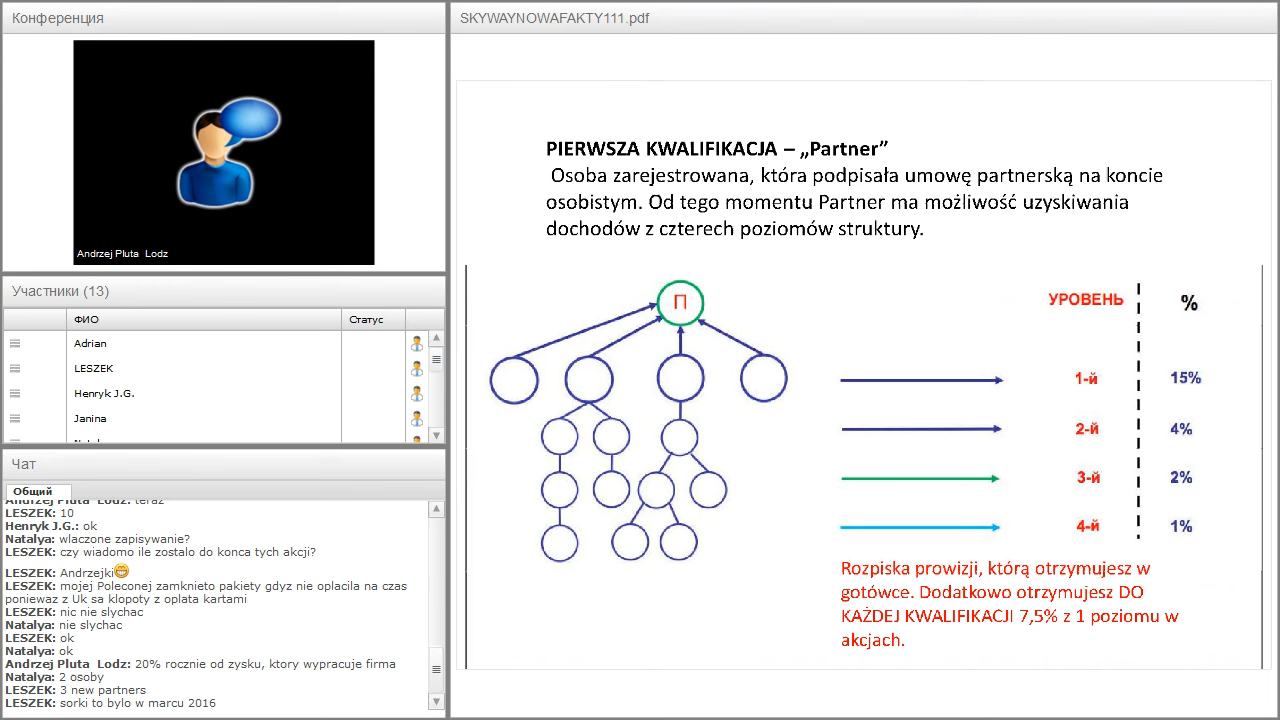 Конференция
Andrzej Pluta Lodz
Участники (13)
ФИО
Статус
Adrian
LESZEK
Henryk J.G.
Janina
Чат
Общий
Andrzej Pluta Lodz: teraz
LESZEK: 10
Henryk J.G.: ok
Natalya: wlaczone zapisywanie?
LESZEK: czy wiadomo ile zostalo do konca tych akcji?
LESZEK: Andrzejki
LESZEK: mojej Poleconej zamknieto pakiety gdyz nie oplacila na czas
poniewaz z Uk sa klopoty z oplata kartami
LESZEK: nic nie slychac
Natalya: nie slychac
LESZEK: ok
Natalya: ok
Andrzej Pluta Lodz: 20% rocznie od zysku, ktory wypracuje firma
Natalya: 2 osoby
LESZEK: 3 new partners
LESZEK: sorki to bylo w marcu 2016
SKYWAYNOWAFAKTY111.pdf
PIERWSZA KWALIFIKACJA – „Partner”
Osoba zarejestrowana, która podpisała umowę partnerską na koncie
osobistym. Od tego momentu Partner ma możliwość uzyskiwania
dochodów z czterech poziomów struktury.
П
УРОВЕНЬ %
1-й 15%
2-й 4%
3-й 2%
4-й 1%
Rozpiska prowizji, którą otrzymujesz w
gotówce. Dodatkowo otrzymujesz DO
KAŻDEJ KWALIFIKACJI 7,5% z 1 poziomu w
akcjach.